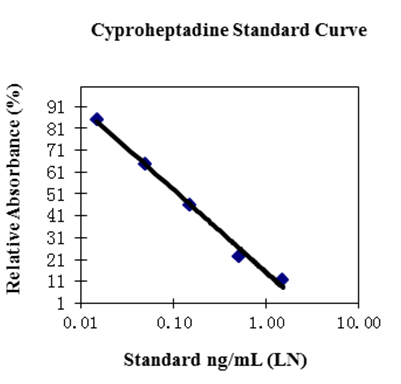 Cyproheptadine Standard Curve
Relative Absorbance (%)
91
81
71
61
51
41
31
21
11
1
0.01 0.10 1.00 10.00
Standard ng/mL (LN)